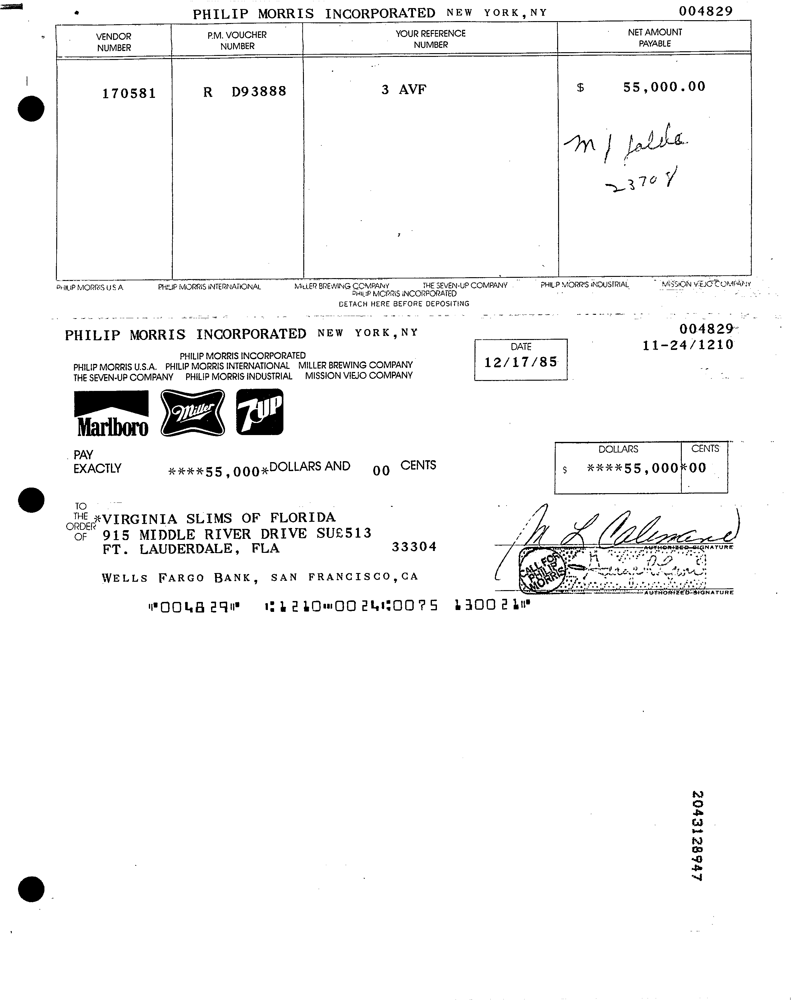 PHILIP MORRIS INCORPORATED NEW YORK, NY 004829
VENDOR NUMBER P.M. VOUCHER NUMBER YOUR REFERENCE NUMBER NET AMOUNT PAYABLE
170581 R D93888 3 AVF $ 55,000.00
23708
PHILIP MORRIS U.S.A. PHILIP MORRIS INTERNATIONAL MILLER BREWING COMPANY THE SEVEN-UP COMPANY PHILIP MORRIS INDUSTRIAL MISSION VIEJO COMPANY
PHILIP MORRIS INCORPORATED
DETACH HERE BEFORE DEPOSITING
PHILIP MORRIS INCORPORATED NEW YORK, NY
004829
11-24/1210
PHILIP MORRIS INCORPORATED
PHILIP MORRIS U.S.A. PHILIP MORRIS INTERNATIONAL MILLER BREWING COMPANY
THE SEVEN-UP COMPANY PHILIP MORRIS INDUSTRIAL MISSION VIEJO COMPANY
DATE
12/17/85
Marlboro Miller 7UP
PAY
EXACTLY ****55,000*DOLLARS AND 00 CENTS
DOLLARS CENTS
$ ****55,000*00
TO
THE
ORDER
OF
*VIRGINIA SLIMS OF FLORIDA
915 MIDDLE RIVER DRIVE SU£513
FT. LAUDERDALE, FLA 33304
AUTHORIZED SIGNATURE
CALL FOR
PHILIP
MORRIS
AUTHORIZED SIGNATURE
WELLS FARGO BANK, SAN FRANCISCO, CA
⑈004829⑈ ⑆1210⑉0024⑆0075 130021⑈
2043128947